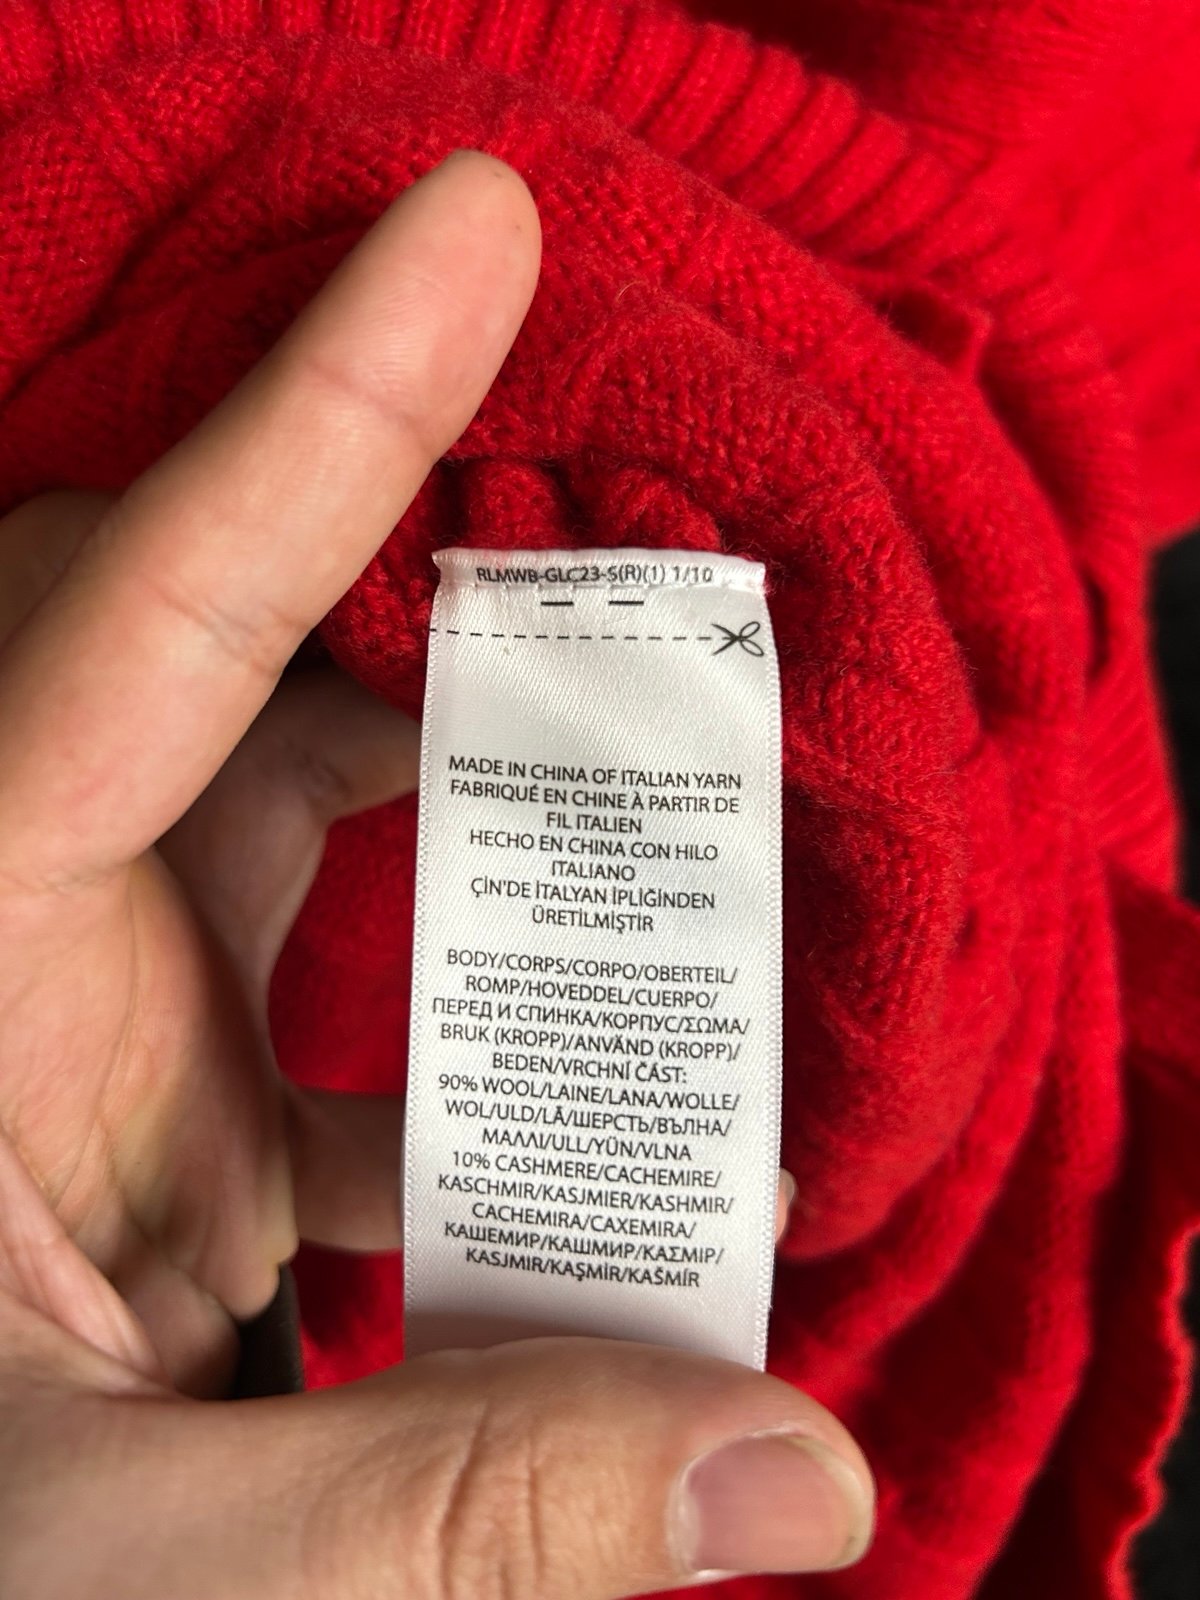 RLMWB-GLC23-S(R)(1) 1/10
MADE IN CHINA OF ITALIAN YARN
FABRIQUÉ EN CHINE À PARTIR DE
FIL ITALIEN
HECHO EN CHINA CON HILO
ITALIANO
ÇİN'DE İTALYAN İPLİĞİNDEN
ÜRETİLMİŞTİR
BODY/CORPS/CORPO/OBERTEIL/
ROMP/HOVEDDEL/CUERPO/
ПЕРЕД И СПИНКА/КОРПУС/ΣΩΜΑ/
BRUK (KROPP)/ANVÄND (KROPP)/
BEDEN/VRCHNÍ ČÁST:
90% WOOL/LAINE/LANA/WOLLE/
WOL/ULD/LÃ/ШЕРСТЬ/ВЪЛНА/
ΜΑΛΛΙ/ULL/YÜN/VLNA
10% CASHMERE/CACHEMIRE/
KASCHMIR/KASJMIER/KASHMIR/
CACHEMIRA/CAXEMIRA/
КАШЕМИР/КАШМИР/ΚΑΣΜΙΡ/
KASJMIR/KAŞMİR/KAŠMÍR